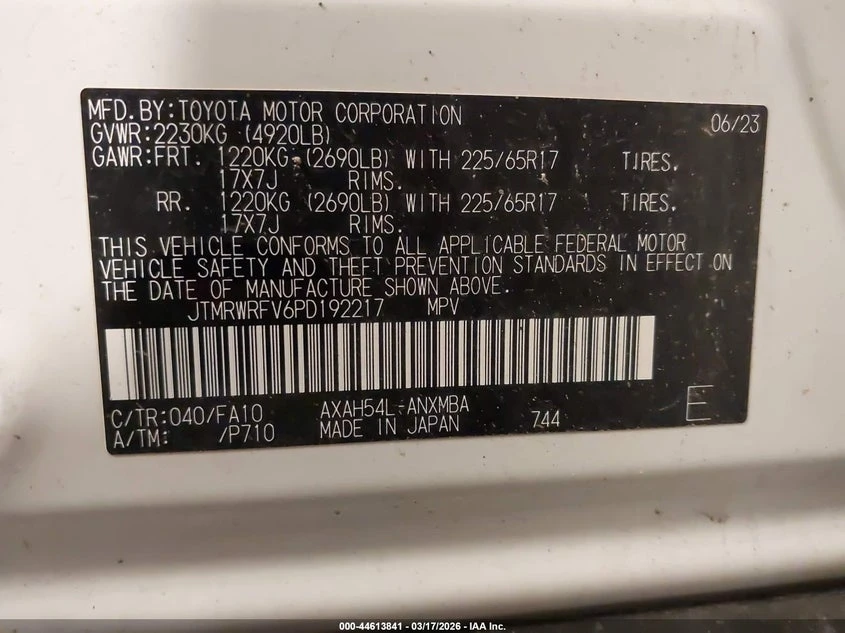 MFD.BY:TOYOTA MOTOR CORPORATION 06/23
GVWR:2230KG (4920LB)
GAWR:FRT. 1220KG (2690LB) WITH 225/65R17 TIRES.
17X7J RIMS.
RR. 1220KG (2690LB) WITH 225/65R17 TIRES.
17X7J RIMS.
THIS VEHICLE CONFORMS TO ALL APPLICABLE FEDERAL MOTOR
VEHICLE SAFETY AND THEFT PREVENTION STANDARDS IN EFFECT ON
THE DATE OF MANUFACTURE SHOWN ABOVE.
JTMRWRFV6PD192217 MPV
C/TR:040/FA10 AXAH54L-ANXMBA E
A/TM: /P710 MADE IN JAPAN 744
000-44613841 - 03/17/2026 - IAA Inc.